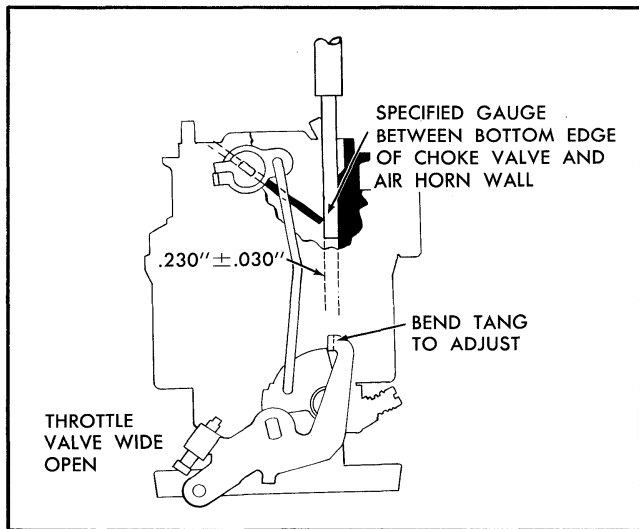 SPECIFIED GAUGE
BETWEEN BOTTOM EDGE
OF CHOKE VALVE AND
AIR HORN WALL
.230″ ±.030″
BEND TANG
TO ADJUST
THROTTLE
VALVE WIDE
OPEN